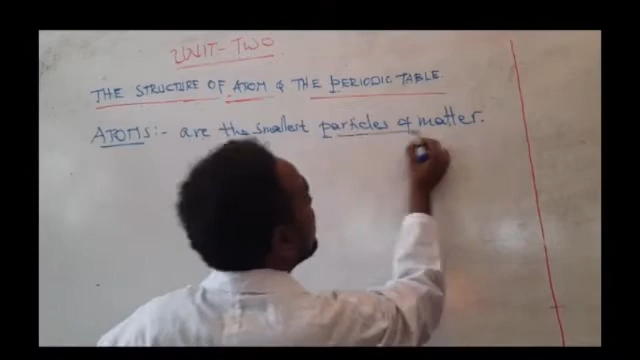 UNIT- TWO
THE STRUCTURE OF ATOM & THE PERIODIC TABLE
ATOMS:- are the smallest particles of matter.